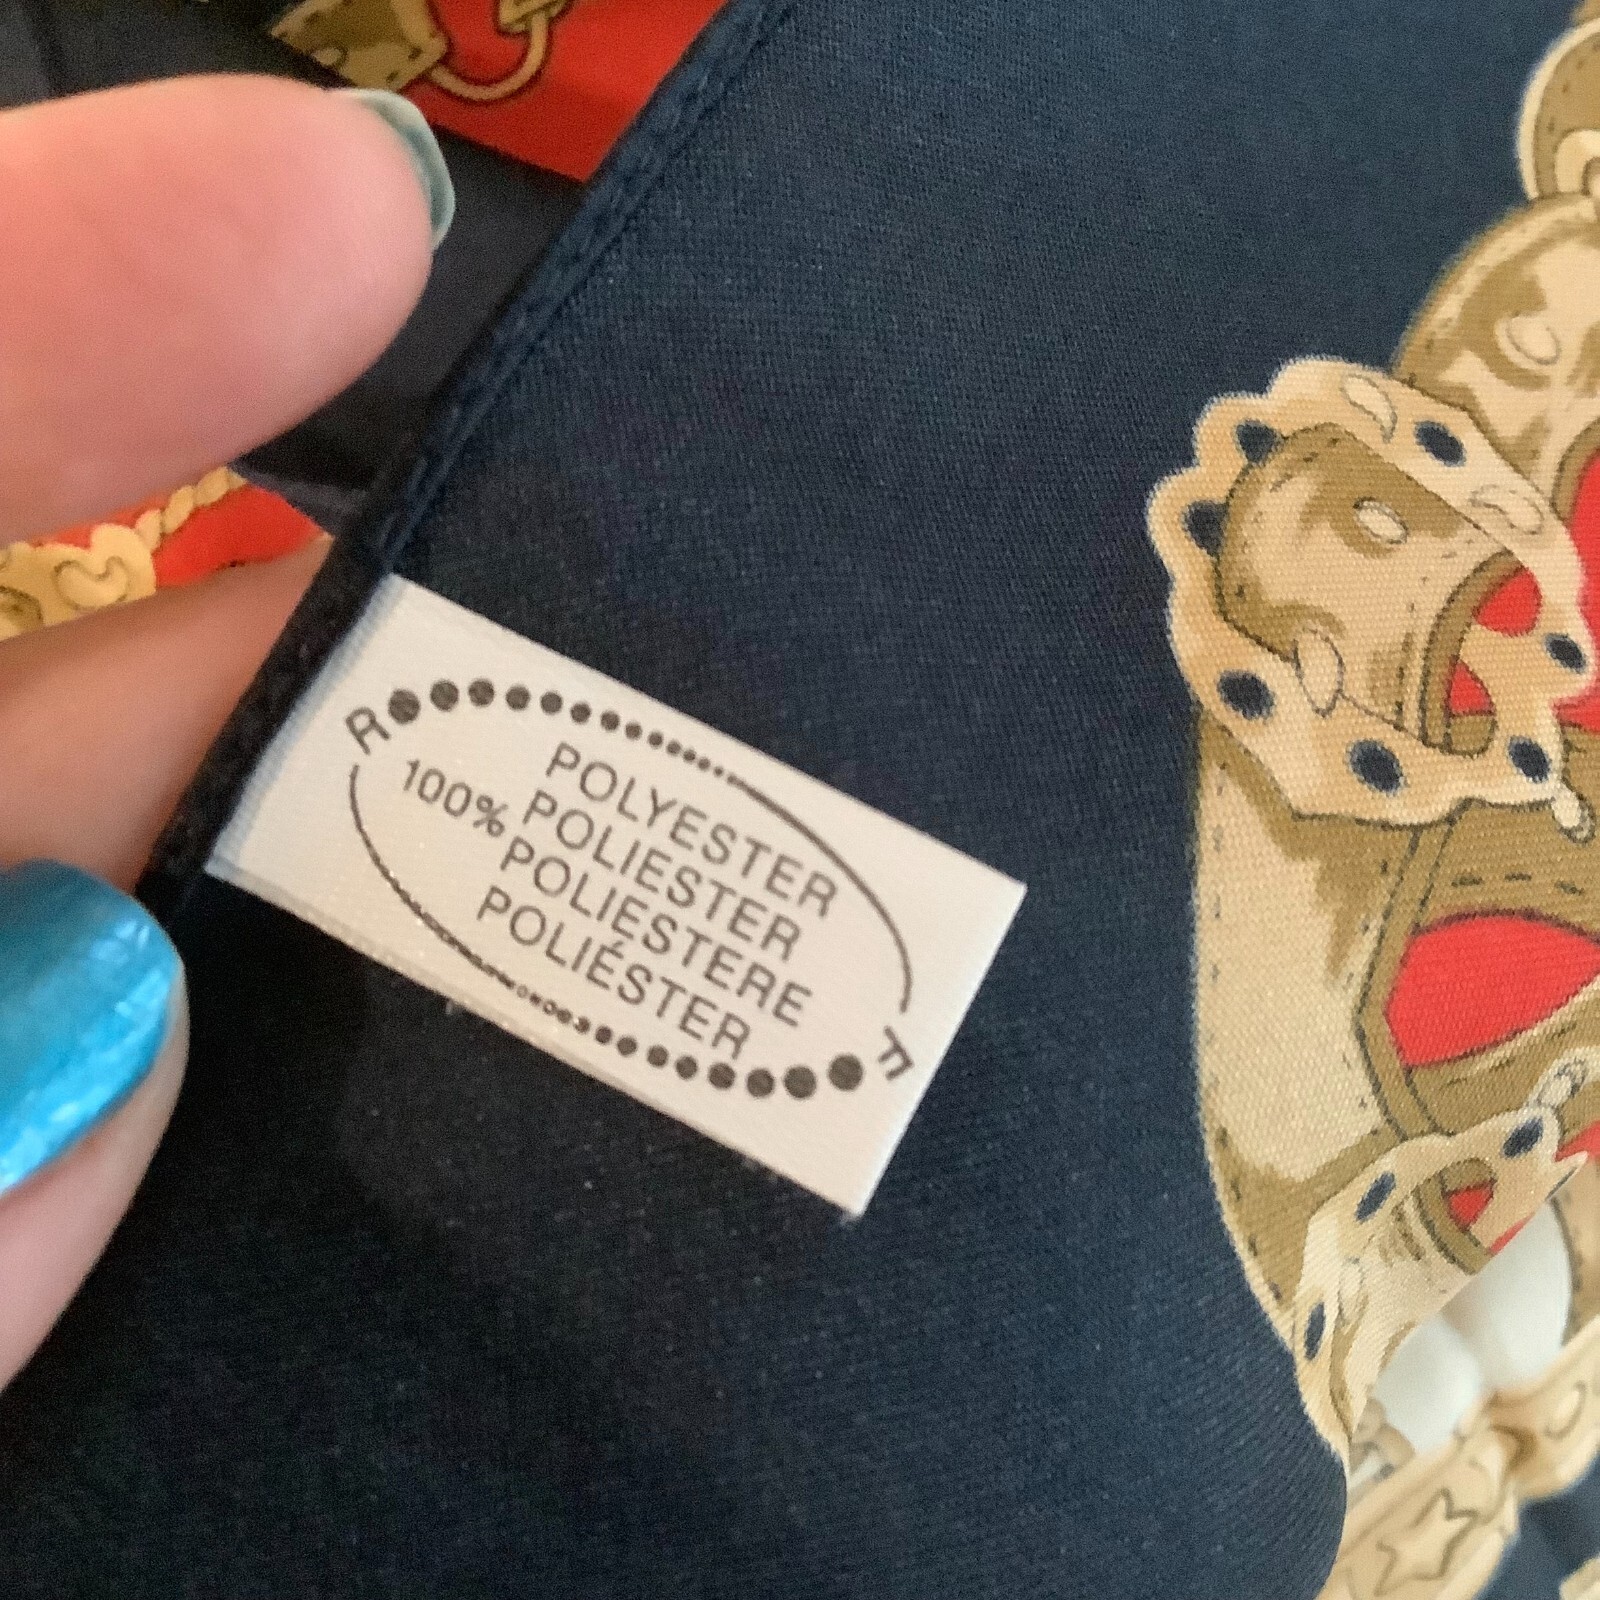 R
POLYESTER
100% POLIESTER
POLIESTERE
POLIÉSTER
F